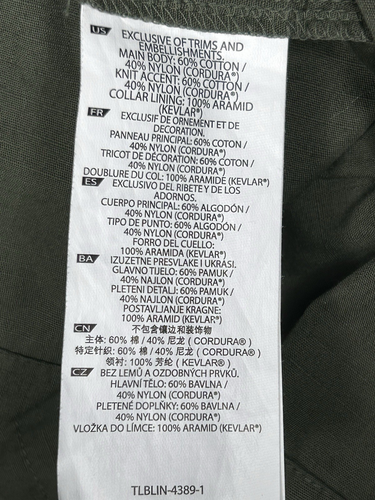 US EXCLUSIVE OF TRIMS AND
EMBELLISHMENTS.
MAIN BODY: 60% COTTON /
40% NYLON (CORDURA®)
KNIT ACCENT: 60% COTTON /
40% NYLON (CORDURA®)
COLLAR LINING: 100% ARAMID
(KEVLAR®)
FR EXCLUSIF DE ORNEMENT ET DE
DECORATION.
PANNEAU PRINCIPAL: 60% COTON /
40% NYLON (CORDURA®)
TRICOT DE DÉCORATION: 60% COTON /
40% NYLON (CORDURA®)
DOUBLURE DU COL: 100% ARAMIDE (KEVLAR®)
ES EXCLUSIVO DEL RIBETE Y DE LOS
ADORNOS.
CUERPO PRINCIPAL: 60% ALGODÓN /
40% NYLON (CORDURA®)
TIPO DE PUNTO: 60% ALGODÓN /
40% NYLON (CORDURA®)
FORRO DEL CUELLO:
100% ARAMIDA (KEVLAR®)
BA IZUZETNE PRESVLAKE I UKRASI.
GLAVNO TIJELO: 60% PAMUK /
40% NAJLON (CORDURA®)
PLETENI DETALJ: 60% PAMUK /
40% NAJLON (CORDURA®)
POSTAVLJANJE KRAGNE:
100% ARAMID (KEVLAR®)
CN 不包含镶边和装饰物
主体: 60% 棉 / 40% 尼龙 ( CORDURA® )
特定针织: 60% 棉 / 40% 尼龙 ( CORDURA® )
领衬: 100% 芳纶 ( KEVLAR® )
CZ BEZ LEMŮ A OZDOBNÝCH PRVKŮ.
HLAVNÍ TĚLO: 60% BAVLNA /
40% NYLON (CORDURA®)
PLETENÉ DOPLŇKY: 60% BAVLNA /
40% NYLON (CORDURA®)
VLOŽKA DO LÍMCE: 100% ARAMID (KEVLAR®)
TLBLIN-4389-1